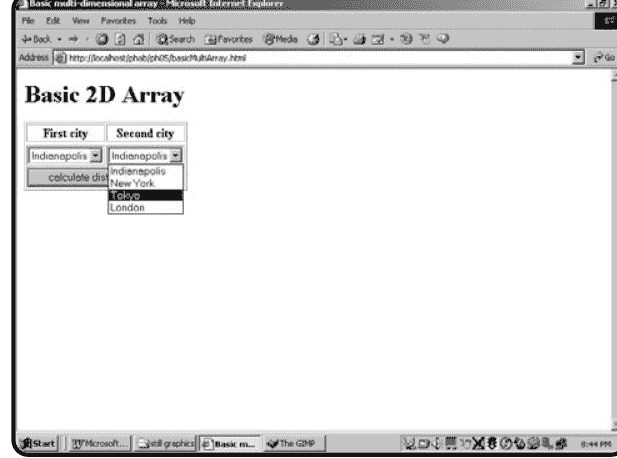 Basic multi-dimensional array - Microsoft Internet Explorer
File Edit View Favorites Tools Help
Back Search Favorites Media
Address http://localhost/phab/ph05/basicMultiArray.html Go
Basic 2D Array
First city Second city
Indianapolis Indianapolis
calculate dist
Indianapolis
New York
Tokyo
London
Start Microsoft... still graphics Basic m... The GIMP 8:44 PM